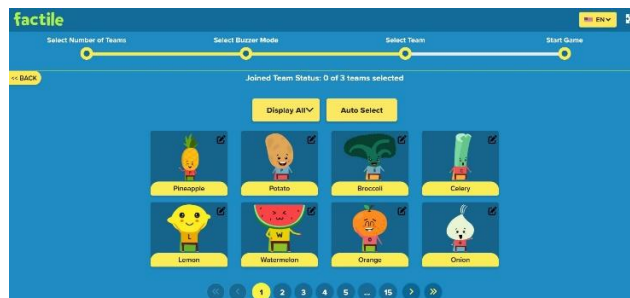 factile
EN
Select Number of Teams
Select Buzzer Mode
Select Team
Start Game
<< BACK
Joined Team Status: 0 of 3 teams selected
Display All
Auto Select
Pineapple
Potato
Broccoli
Celery
L
W
Lemon
Watermelon
Orange
Onion
« ‹ 1 2 3 4 5 ... 15 › »